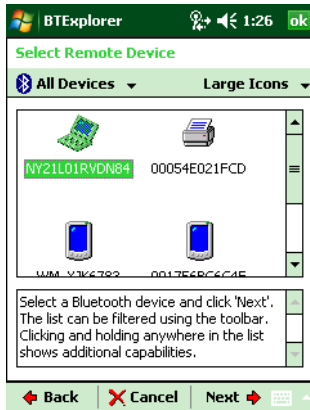 BTExplorer 1:26 ok
Select Remote Device
All Devices Large Icons
NY21L01RVDN84 00054E021FCD
Select a Bluetooth device and click 'Next'.
The list can be filtered using the toolbar.
Clicking and holding anywhere in the list
shows additional capabilities.
Back Cancel Next